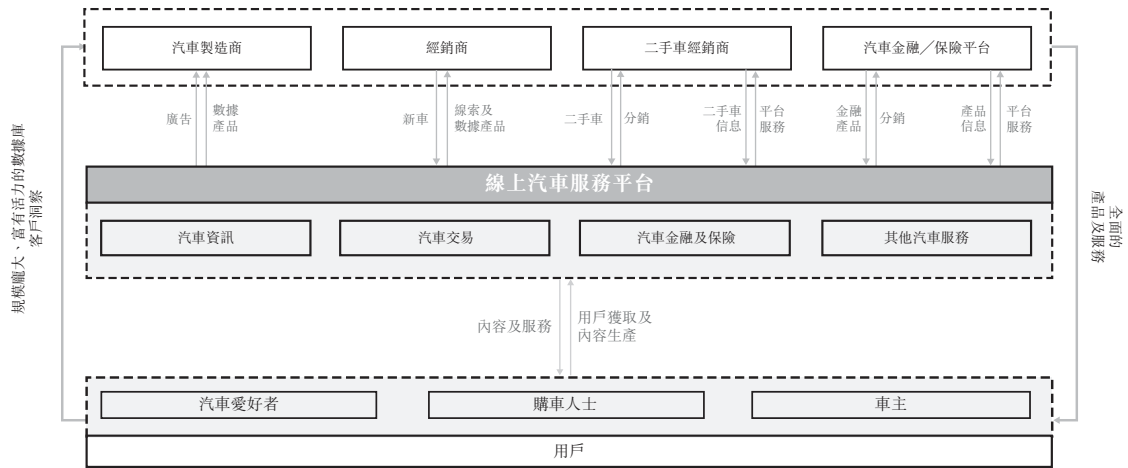 汽車製造商
經銷商
二手車經銷商
汽車金融／保險平台
廣告
數據
產品
新車
線索及
數據產品
二手車
分銷
二手車
信息
平台
服務
金融
產品
分銷
產品
信息
平台
服務
規模龐大、富有活力的數據庫
客戶洞察
全面的
產品及服務
線上汽車服務平台
汽車資訊
汽車交易
汽車金融及保險
其他汽車服務
內容及服務
用戶獲取及
內容生產
汽車愛好者
購車人士
車主
用戶